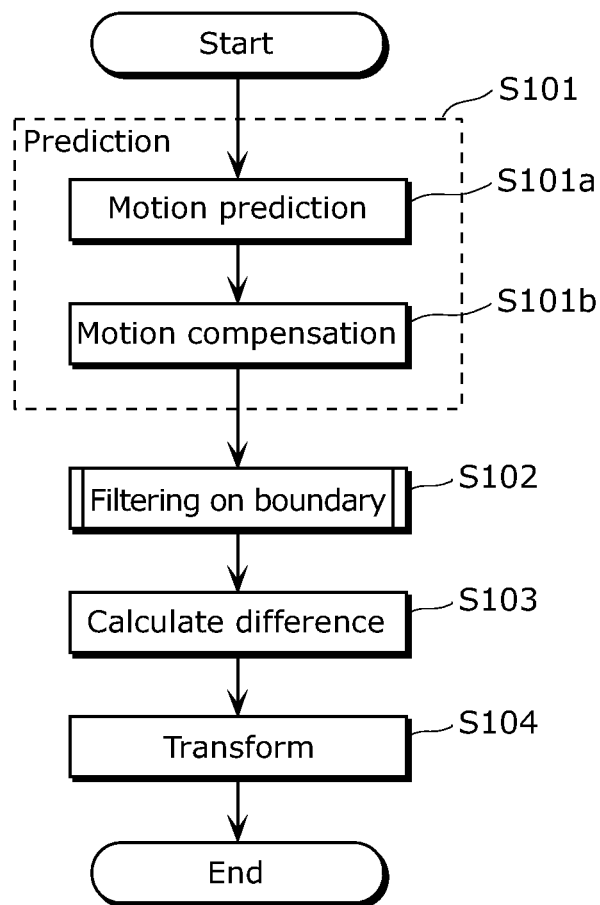 Start
S101
Prediction
Motion prediction
S101a
Motion compensation
S101b
Filtering on boundary
S102
Calculate difference
S103
Transform
S104
End